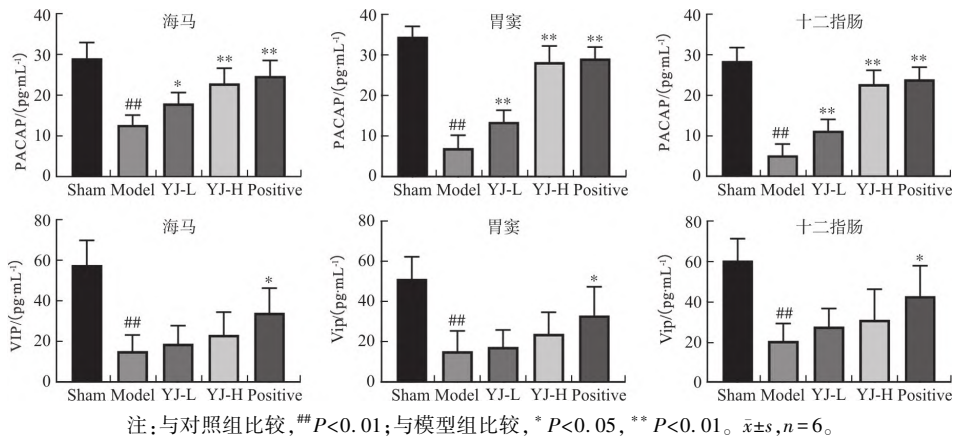 海马
胃窦
十二指肠
PACAP/(pg·mL⁻¹)
40
30
20
10
0
##
*
**
**
Sham Model YJ-L YJ-H Positive
PACAP/(pg·mL⁻¹)
40
30
20
10
0
##
**
**
**
Sham Model YJ-L YJ-H Positive
PACAP/(pg·mL⁻¹)
40
30
20
10
0
##
**
**
**
Sham Model YJ-L YJ-H Positive
海马
胃窦
十二指肠
VIP/(pg·mL⁻¹)
80
60
40
20
0
##
*
Sham Model YJ-L YJ-H Positive
Vip/(pg·mL⁻¹)
80
60
40
20
0
##
*
Sham Model YJ-L YJ-H Positive
Vip/(pg·mL⁻¹)
80
60
40
20
0
##
*
Sham Model YJ-L YJ-H Positive
注:与对照组比较,##P<0.01;与模型组比较,*P<0.05,**P<0.01。x̄±s,n=6。